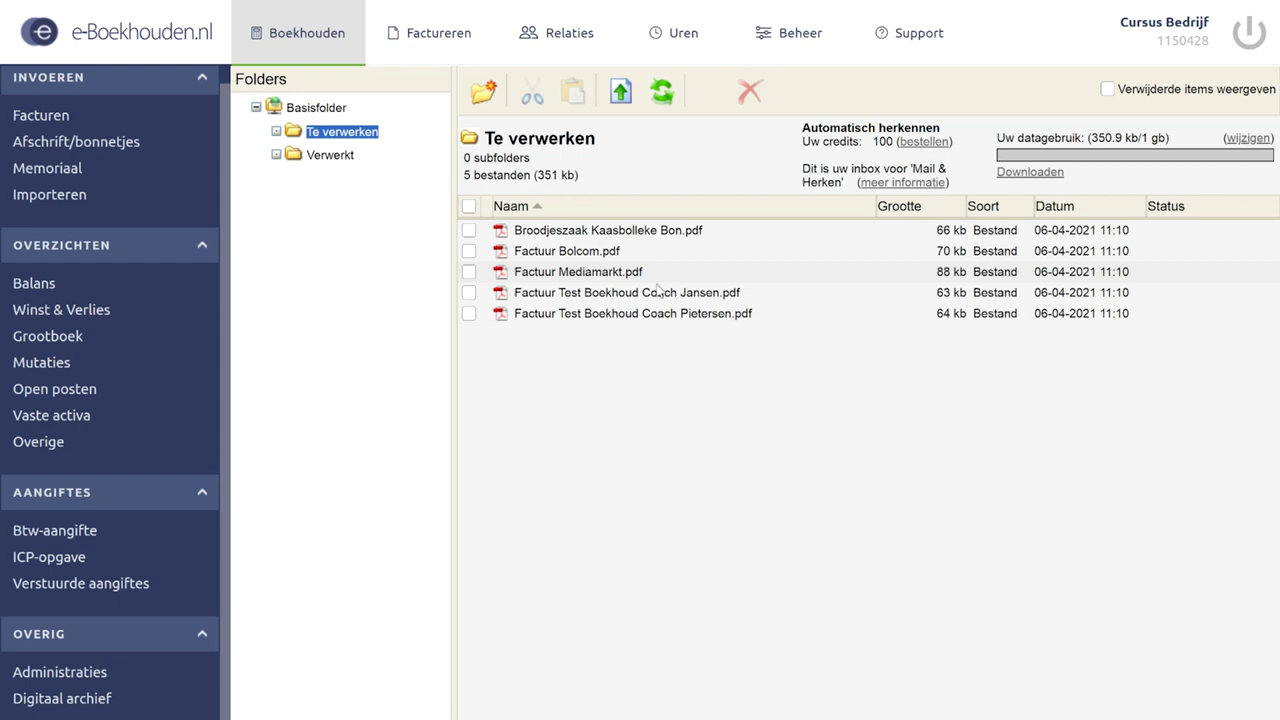 e-Boekhouden.nl
Boekhouden
Factureren
Relaties
Uren
Beheer
Support
Cursus Bedrijf
1150428
INVOEREN
Facturen
Afschrift/bonnetjes
Memoriaal
Importeren
OVERZICHTEN
Balans
Winst & Verlies
Grootboek
Mutaties
Open posten
Vaste activa
Overige
AANGIFTES
Btw-aangifte
ICP-opgave
Verstuurde aangiftes
OVERIG
Administraties
Digitaal archief
Folders
Basisfolder
Te verwerken
Verwerkt
Verwijderde items weergeven
Te verwerken
0 subfolders
5 bestanden (351 kb)
Automatisch herkennen
Uw credits: 100 (bestellen)
Dit is uw inbox voor 'Mail &
Herken' (meer informatie)
Uw datagebruik: (350.9 kb/1 gb) (wijzigen)
Downloaden
Naam Grootte Soort Datum Status
Broodjeszaak Kaasbolleke Bon.pdf 66 kb Bestand 06-04-2021 11:10
Factuur Bolcom.pdf 70 kb Bestand 06-04-2021 11:10
Factuur Mediamarkt.pdf 88 kb Bestand 06-04-2021 11:10
Factuur Test Boekhoud Coach Jansen.pdf 63 kb Bestand 06-04-2021 11:10
Factuur Test Boekhoud Coach Pietersen.pdf 64 kb Bestand 06-04-2021 11:10